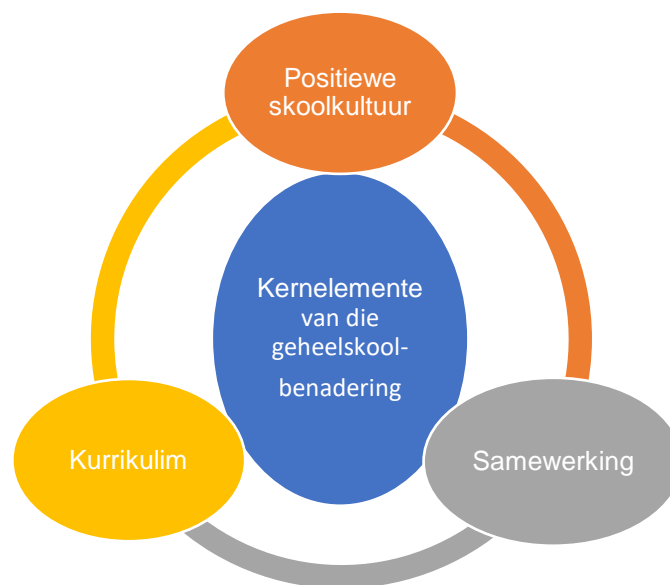 Positiewe
skoolkultuur
Kernelemente
van die
geheelskool-
benadering
Kurrikulim
Samewerking